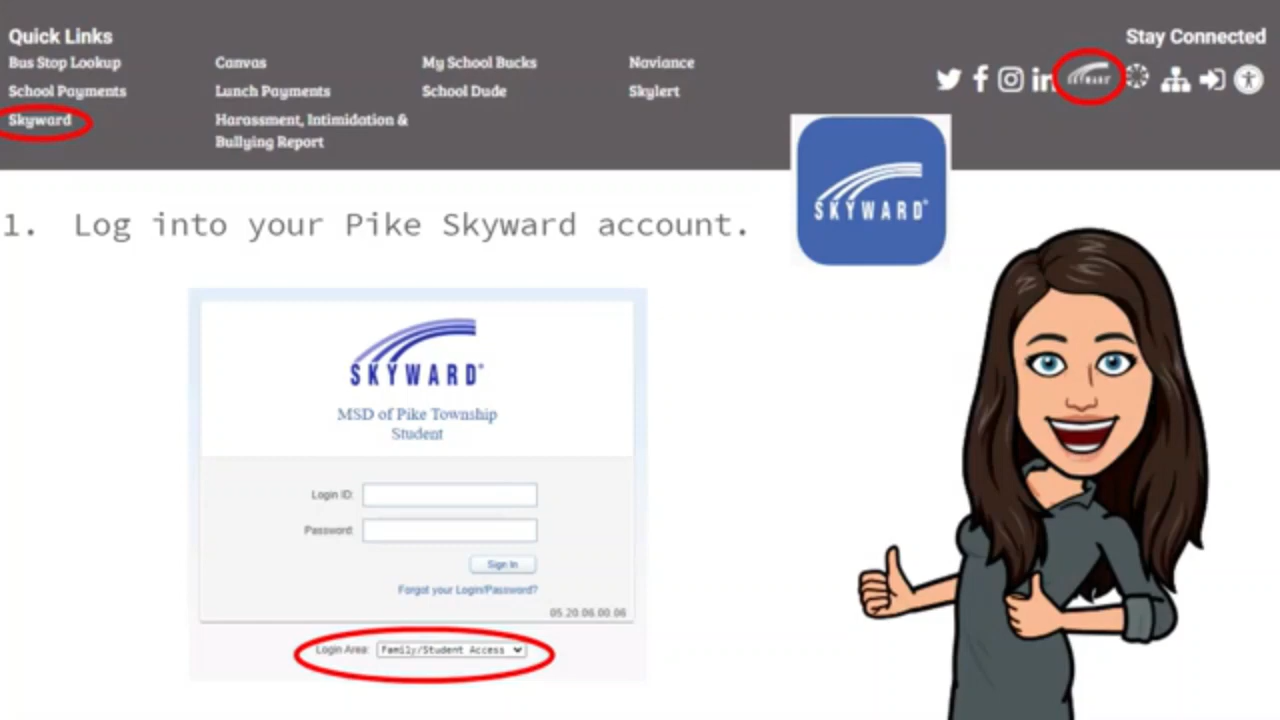 Quick Links
Bus Stop Lookup
School Payments
Skyward
Canvas
Lunch Payments
Harassment, Intimidation &
Bullying Report
My School Bucks
School Dude
Naviance
Skylert
Stay Connected
SKYWARD
SKYWARD
1. Log into your Pike Skyward account.
SKYWARD
MSD of Pike Township
Student
Login ID:
Password:
Sign In
Forgot your Login/Password?
05.20.06.00.06
Login Area: Family/Student Access